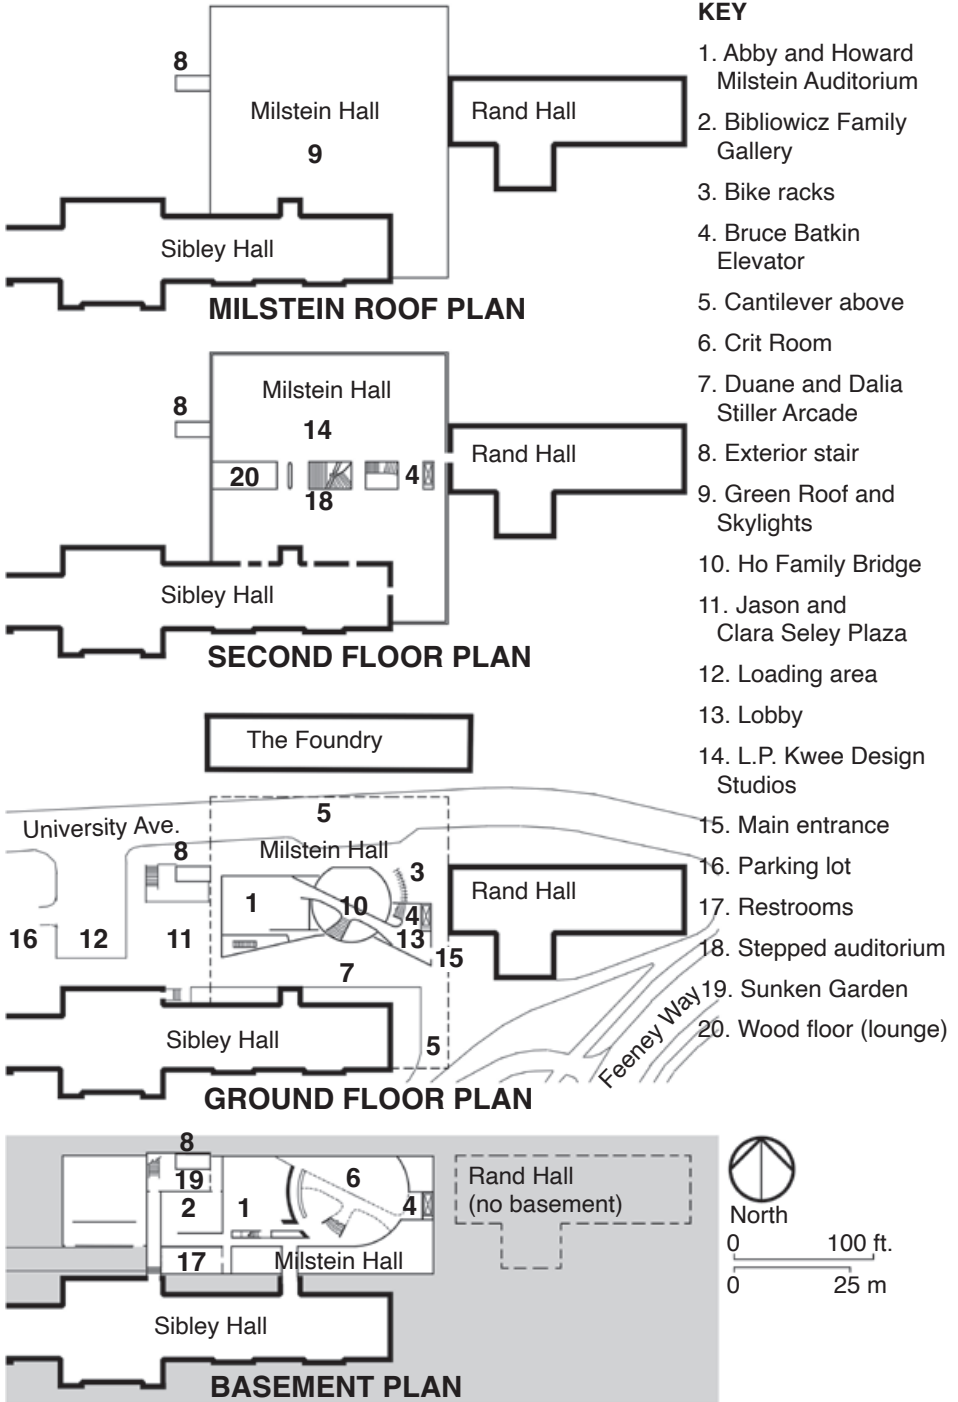 8
Milstein Hall
9
Rand Hall
Sibley Hall
MILSTEIN ROOF PLAN
Milstein Hall
8
14
Rand Hall
20
18
4
Sibley Hall
SECOND FLOOR PLAN
The Foundry
5
University Ave.
Milstein Hall
8
3
1
10
4
Rand Hall
16
12
11
13
15
7
Sibley Hall
5
Feeney Way
GROUND FLOOR PLAN
8
19
6
2
1
4
Rand Hall
(no basement)
17
Milstein Hall
Sibley Hall
BASEMENT PLAN
KEY
1. Abby and Howard
Milstein Auditorium
2. Bibliowicz Family
Gallery
3. Bike racks
4. Bruce Batkin
Elevator
5. Cantilever above
6. Crit Room
7. Duane and Dalia
Stiller Arcade
8. Exterior stair
9. Green Roof and
Skylights
10. Ho Family Bridge
11. Jason and
Clara Seley Plaza
12. Loading area
13. Lobby
14. L.P. Kwee Design
Studios
15. Main entrance
16. Parking lot
17. Restrooms
18. Stepped auditorium
19. Sunken Garden
20. Wood floor (lounge)
North
0 100 ft.
0 25 m